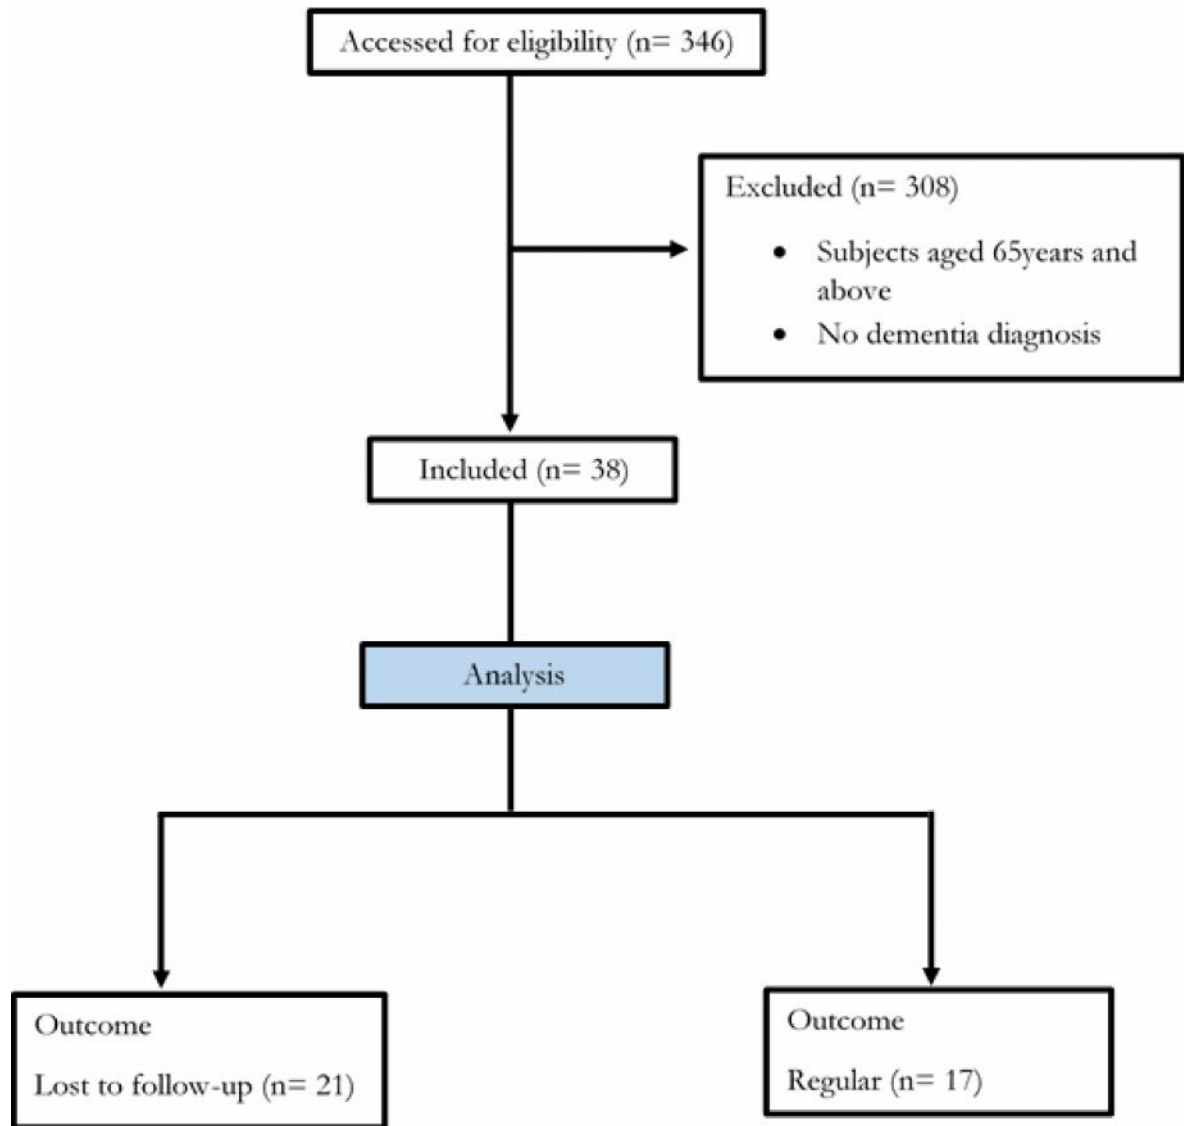 Accessed for eligibility (n= 346)
Excluded (n= 308)
• Subjects aged 65years and
above
• No dementia diagnosis
Included (n= 38)
Analysis
Outcome
Lost to follow-up (n= 21)
Outcome
Regular (n= 17)